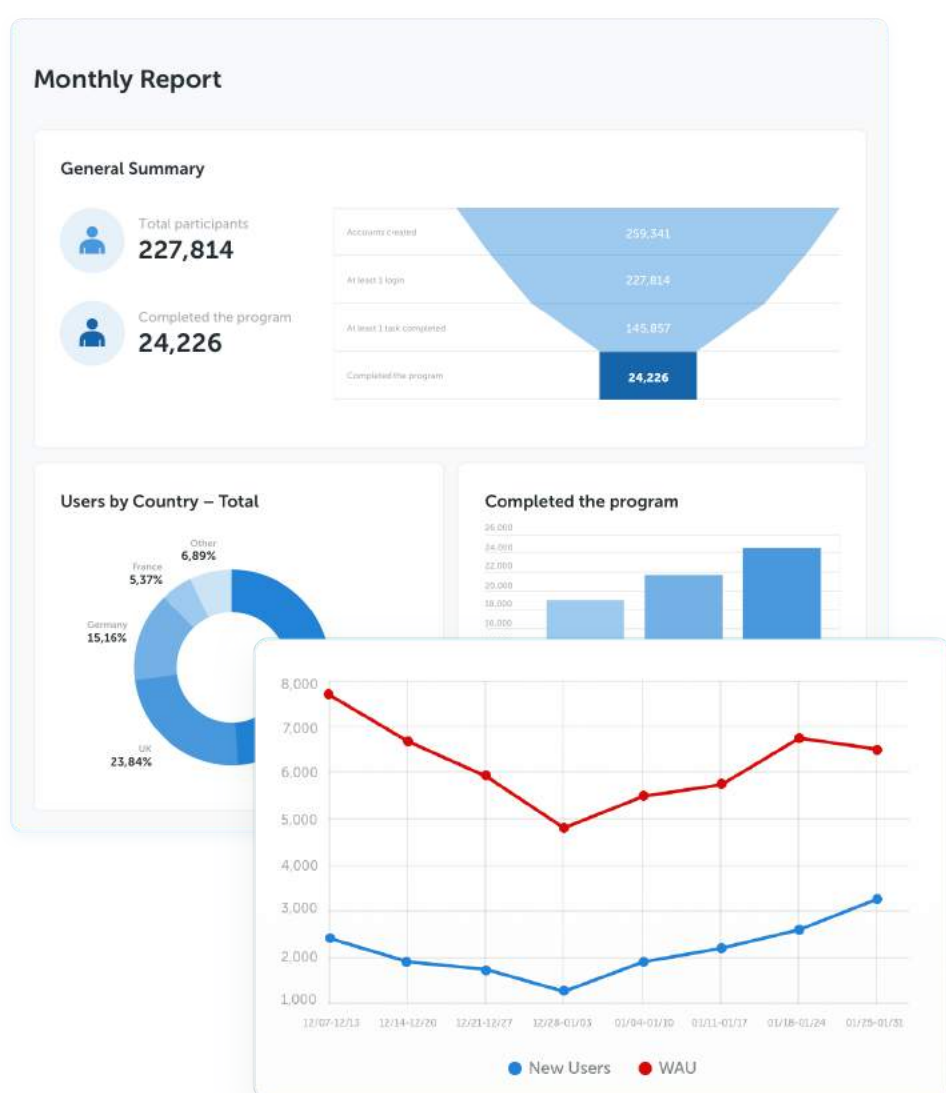 Monthly Report
General Summary
Total participants
227,814
Completed the program
24,226
Accounts created
259,341
At least 1 login
227,814
At least 1 task completed
145,857
Completed the program
24,226
Users by Country – Total
Other
6,89%
France
5,37%
Germany
15,16%
UK
23,84%
Completed the program
26,000
24,000
22,000
20,000
18,000
16,000
8,000
7,000
6,000
5,000
4,000
3,000
2,000
1,000
12/07-12/13 12/14-12/20 12/21-12/27 12/28-01/03 01/04-01/10 01/11-01/17 01/18-01/24 01/25-01/31
New Users WAU